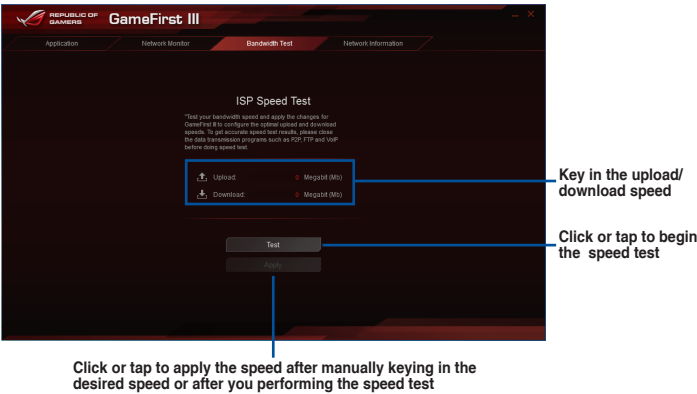 REPUBLIC OF
GAMERS
GameFirst III
Application
Network Monitor
Bandwidth Test
Network Information
ISP Speed Test
*Test your bandwidth speed and apply the changes for
GameFirst III to configure the optimal upload and download
speeds. To get accurate speed test results, please close
the data transmission programs such as P2P, FTP and VoIP
before doing speed test.
Upload: 0 Megabit (Mb)
Download: 0 Megabit (Mb)
Test
Apply
Key in the upload/
download speed
Click or tap to begin
the speed test
Click or tap to apply the speed after manually keying in the
desired speed or after you performing the speed test